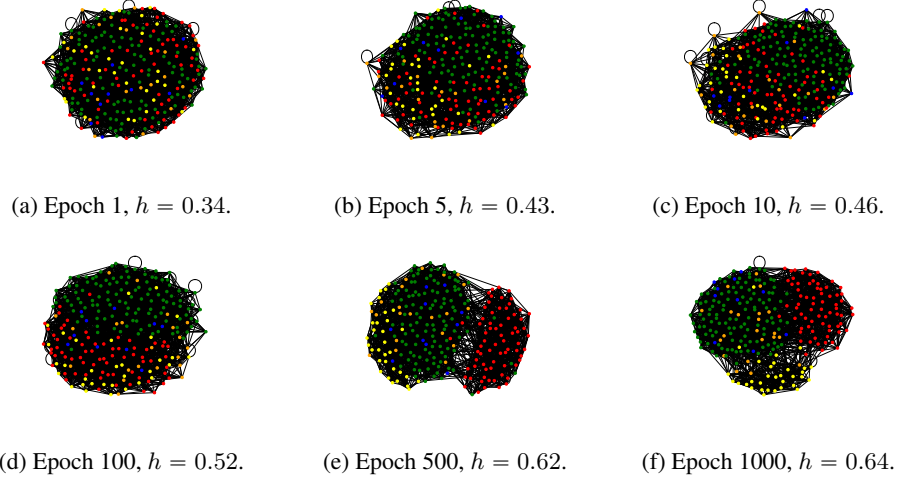 (a) Epoch 1, h = 0.34.
(b) Epoch 5, h = 0.43.
(c) Epoch 10, h = 0.46.
(d) Epoch 100, h = 0.52.
(e) Epoch 500, h = 0.62.
(f) Epoch 1000, h = 0.64.